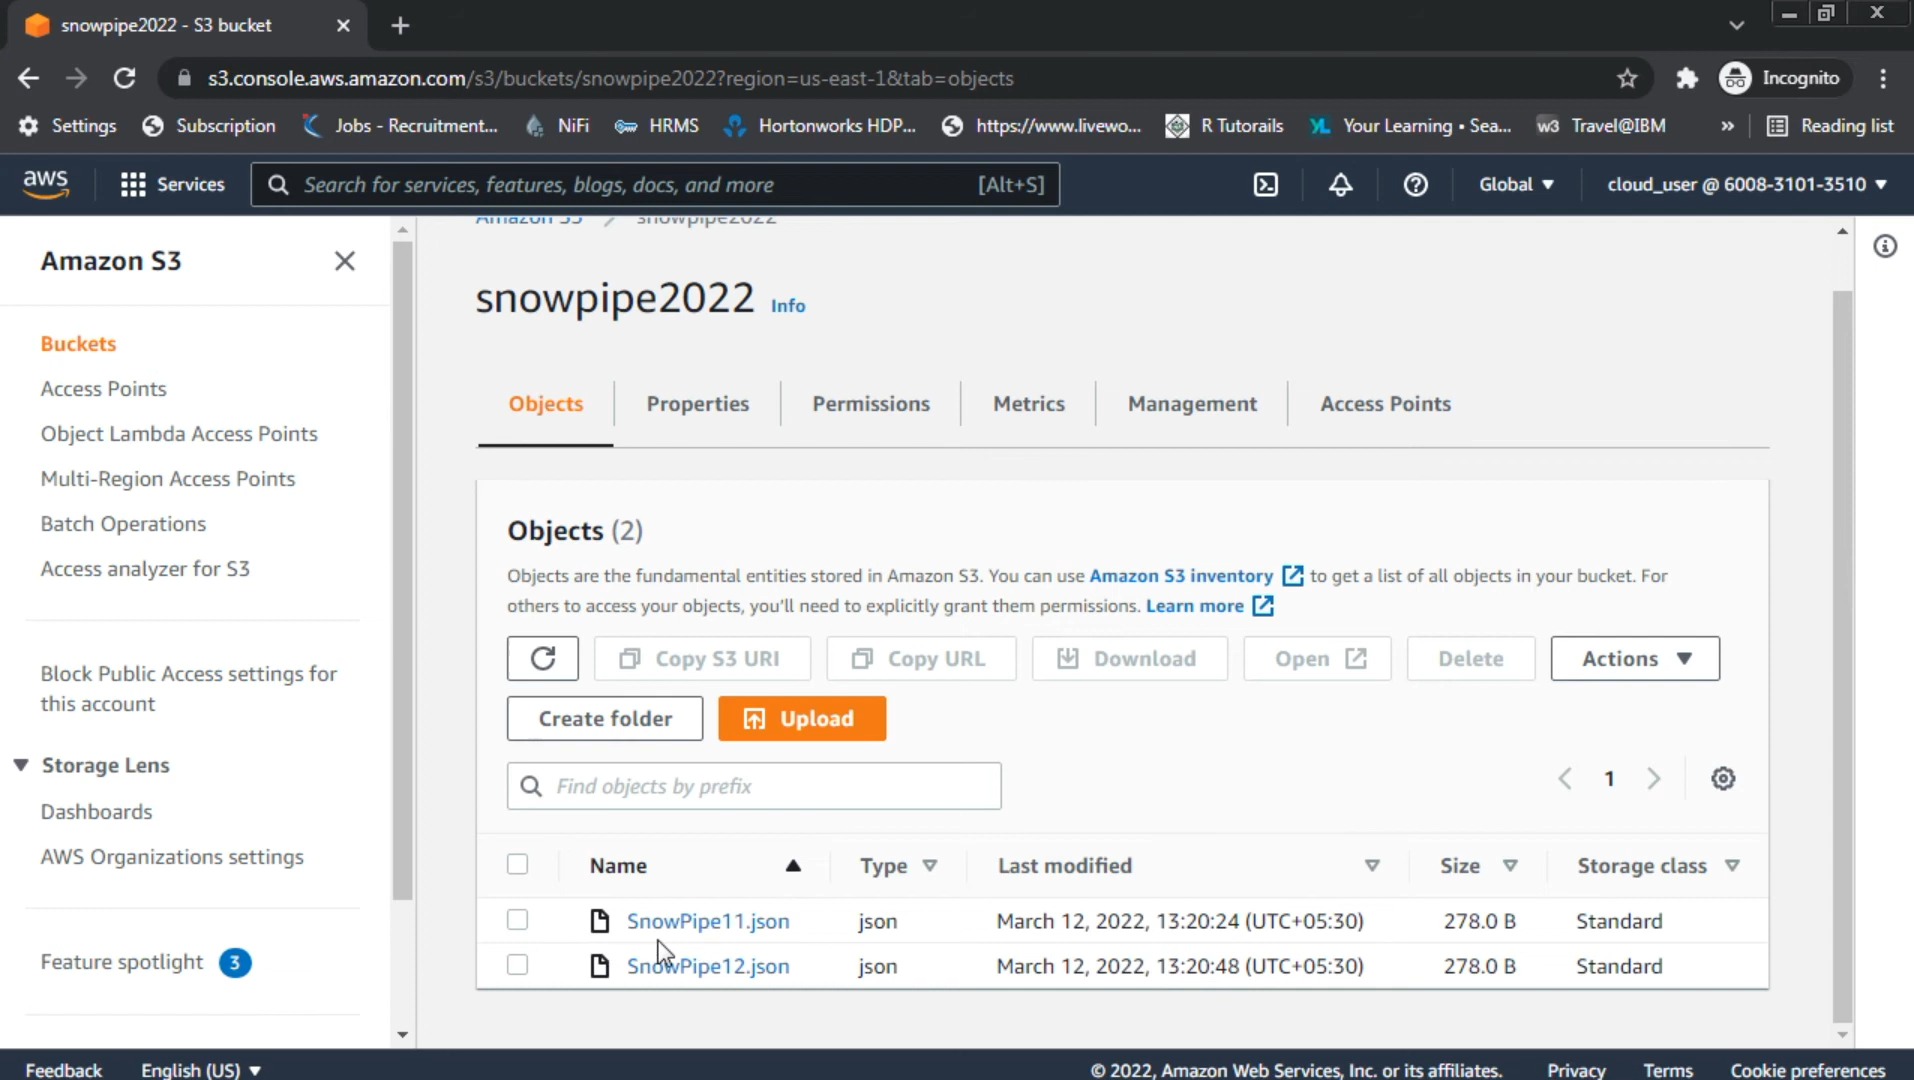 snowpipe2022 - S3 bucket
s3.console.aws.amazon.com/s3/buckets/snowpipe2022?region=us-east-1&tab=objects
Incognito
Settings Subscription Jobs - Recruitment... NiFi HRMS Hortonworks HDP... https://www.livewo... R Tutorails YL Your Learning • Sea... w3 Travel@IBM » Reading list
aws Services Search for services, features, blogs, docs, and more [Alt+S] Global cloud_user @ 6008-3101-3510
Amazon S3
Buckets
Access Points
Object Lambda Access Points
Multi-Region Access Points
Batch Operations
Access analyzer for S3
Block Public Access settings for
this account
Storage Lens
Dashboards
AWS Organizations settings
Feature spotlight 3
Amazon S3 / snowpipe2022
snowpipe2022 Info
Objects Properties Permissions Metrics Management Access Points
Objects (2)
Objects are the fundamental entities stored in Amazon S3. You can use Amazon S3 inventory to get a list of all objects in your bucket. For
others to access your objects, you'll need to explicitly grant them permissions. Learn more
Copy S3 URI Copy URL Download Open Delete Actions
Create folder Upload
Find objects by prefix 1
Name Type Last modified Size Storage class
SnowPipe11.json json March 12, 2022, 13:20:24 (UTC+05:30) 278.0 B Standard
SnowPipe12.json json March 12, 2022, 13:20:48 (UTC+05:30) 278.0 B Standard
Feedback English (US) © 2022, Amazon Web Services, Inc. or its affiliates. Privacy Terms Cookie preferences